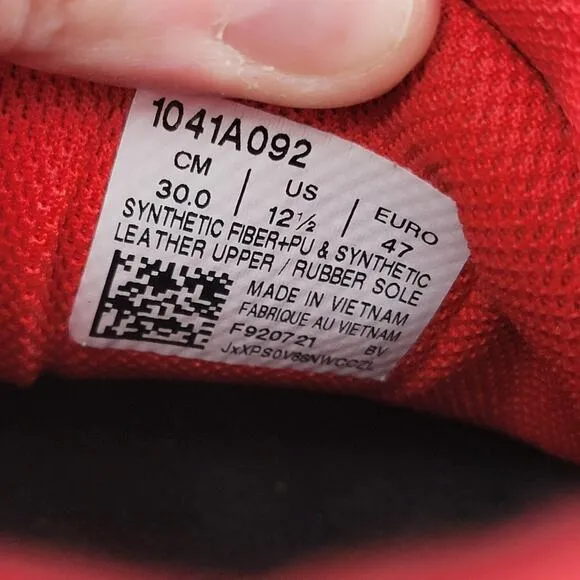 1041A092
CM | US | EURO
30.0 | 12½ | 47
SYNTHETIC FIBER+PU & SYNTHETIC
LEATHER UPPER / RUBBER SOLE
MADE IN VIETNAM
FABRIQUE AU VIETNAM
F920721 BV